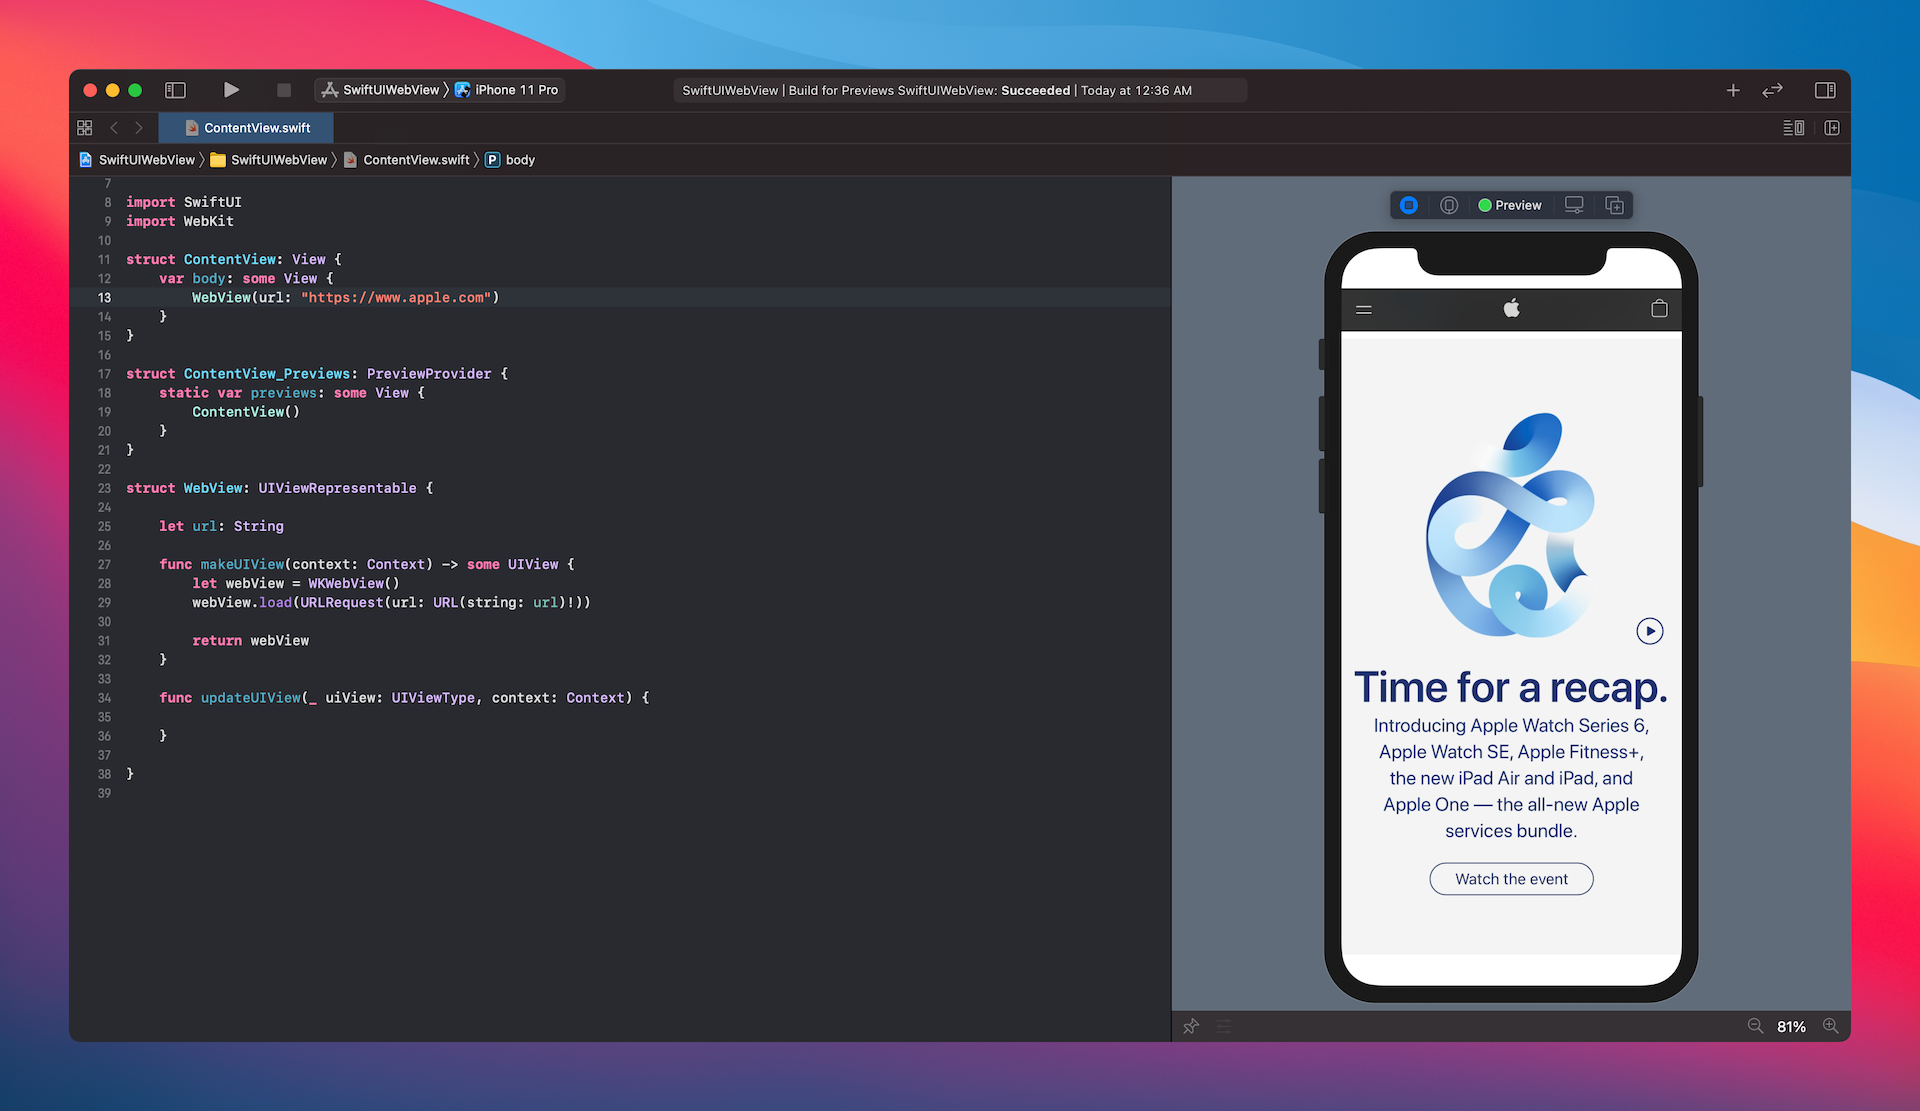 SwiftUIWebView 〉 iPhone 11 Pro
SwiftUIWebView | Build for Previews SwiftUIWebView: Succeeded | Today at 12:36 AM
ContentView.swift
SwiftUIWebView 〉 SwiftUIWebView 〉 ContentView.swift 〉 P body
7
8 import SwiftUI
9 import WebKit
10
11 struct ContentView: View {
12     var body: some View {
13         WebView(url: "https://www.apple.com")
14     }
15 }
16
17 struct ContentView_Previews: PreviewProvider {
18     static var previews: some View {
19         ContentView()
20     }
21 }
22
23 struct WebView: UIViewRepresentable {
24
25     let url: String
26
27     func makeUIView(context: Context) -> some UIView {
28         let webView = WKWebView()
29         webView.load(URLRequest(url: URL(string: url)!))
30
31         return webView
32     }
33
34     func updateUIView(_ uiView: UIViewType, context: Context) {
35
36     }
37
38 }
39
Preview
Time for a recap.
Introducing Apple Watch Series 6,
Apple Watch SE, Apple Fitness+,
the new iPad Air and iPad, and
Apple One — the all-new Apple
services bundle.
Watch the event
81%